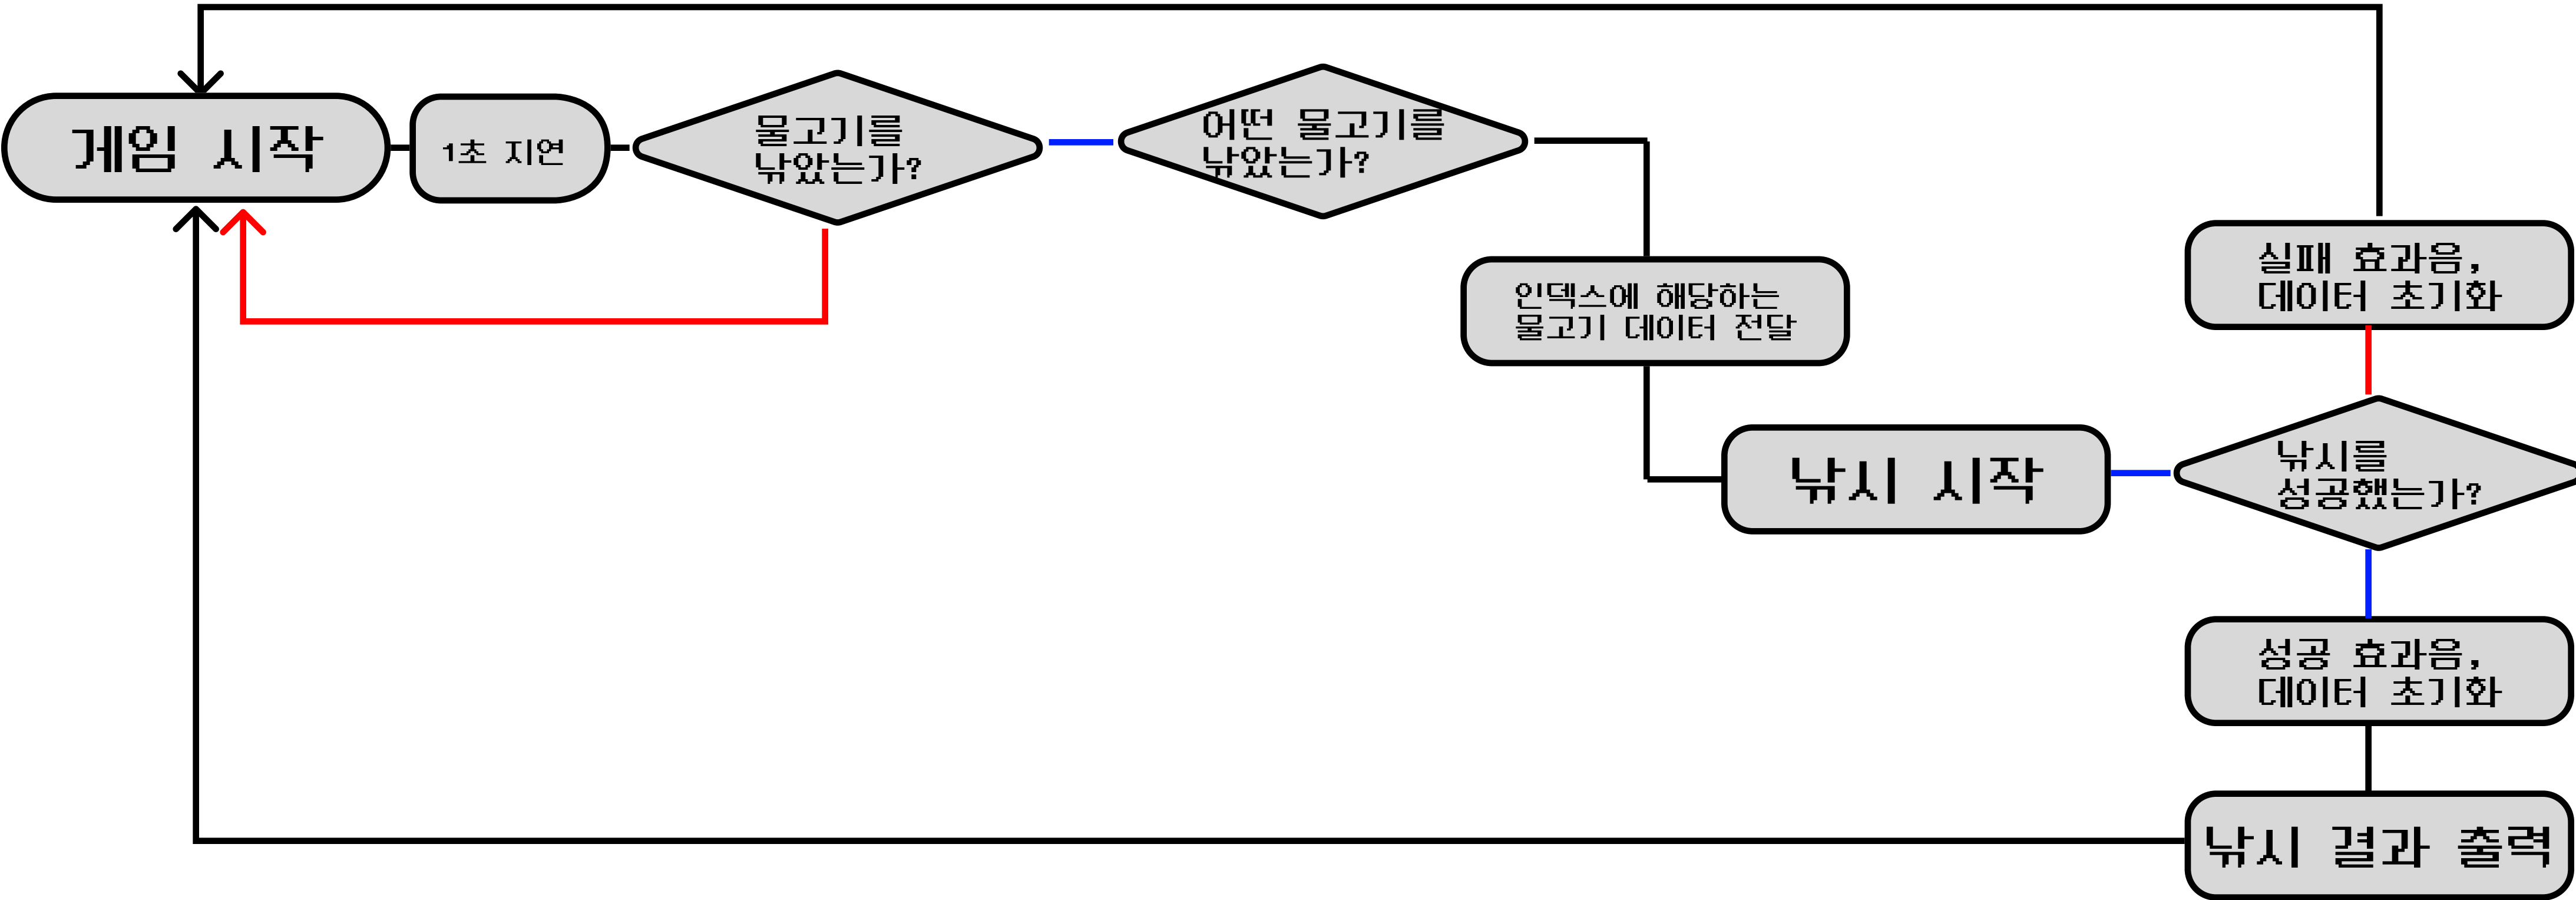 게임 시작
1초 지연
물고기를
낚았는가?
어떤 물고기를
낚았는가?
인덱스에 해당하는
물고기 데이터 전달
낚시 시작
낚시를
성공했는가?
실패 효과음,
데이터 초기화
성공 효과음,
데이터 초기화
낚시 결과 출력